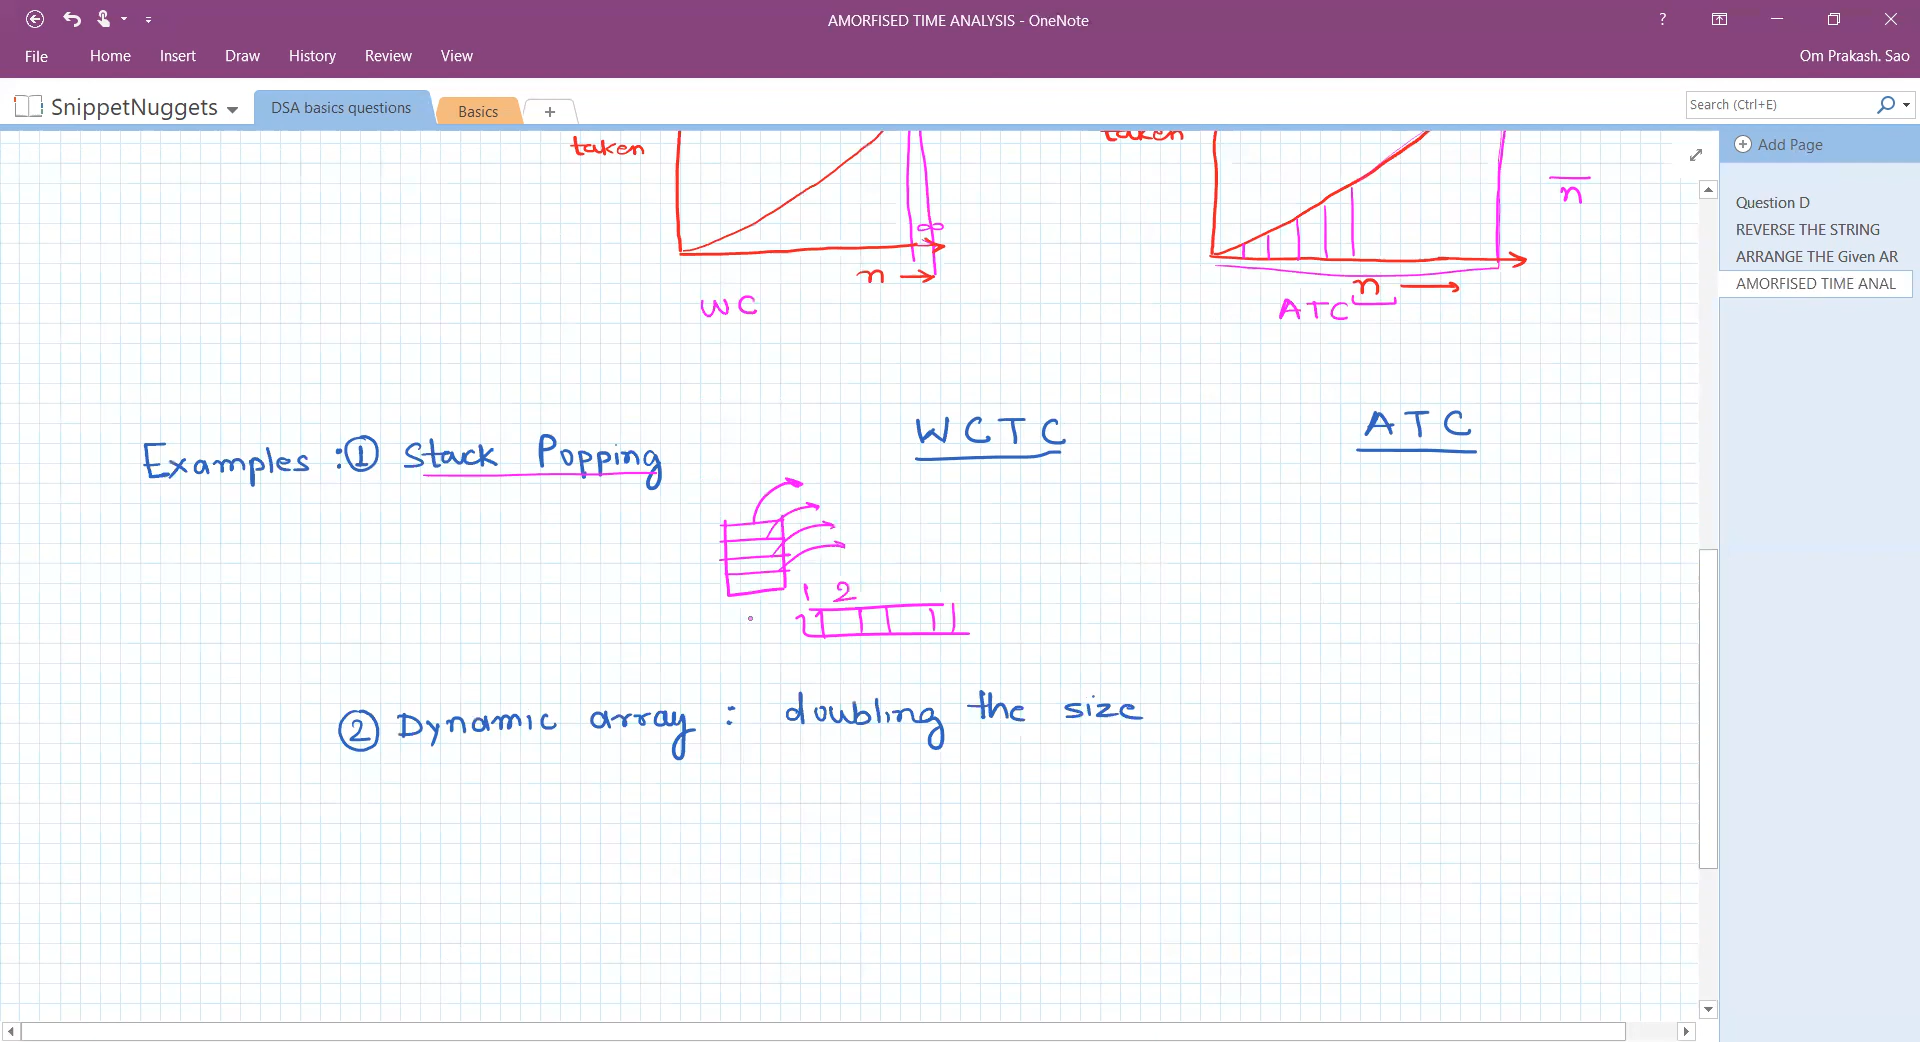 AMORFISED TIME ANALYSIS - OneNote
?
File Home Insert Draw History Review View
Om Prakash. Sao
SnippetNuggets DSA basics questions Basics +
Search (Ctrl+E)
Add Page
Question D
REVERSE THE STRING
ARRANGE THE Given AR
AMORFISED TIME ANAL
taken
taken
n
∞
n
n
WC
ATC
Examples : ① Stack Popping
WCTC
ATC
1 2
② Dynamic array : doubling the size